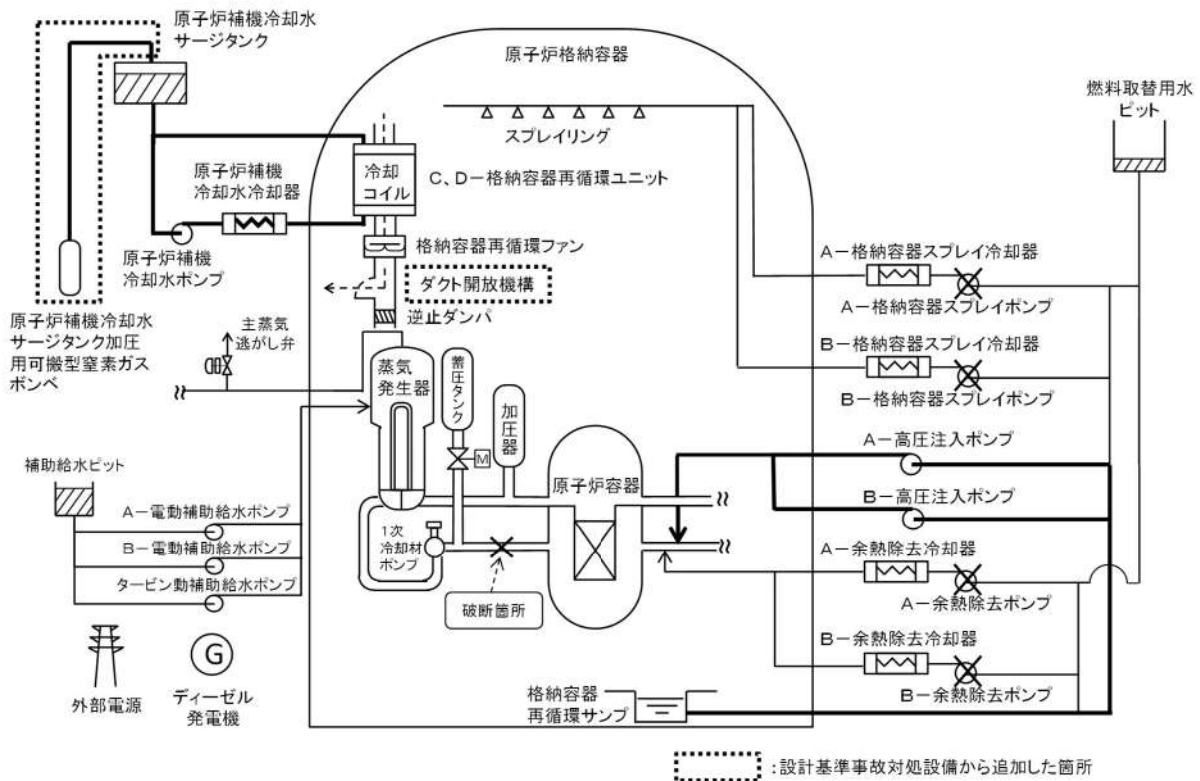 原子炉補機冷却水
サージタンク
原子炉格納容器
燃料取替用水
ピット
スプレイリング
原子炉補機
冷却水冷却器
冷却
コイル
C、D－格納容器再循環ユニット
原子炉補機
冷却水ポンプ
格納容器再循環ファン
A－格納容器スプレイ冷却器
ダクト開放機構
A－格納容器スプレイポンプ
原子炉補機冷却水
サージタンク加圧
用可搬型窒素ガス
ボンベ
主蒸気
逃がし弁
逆止ダンパ
B－格納容器スプレイ冷却器
B－格納容器スプレイポンプ
蒸気
発生器
蓄圧タンク
加圧器
M
A－高圧注入ポンプ
補助給水ピット
原子炉容器
B－高圧注入ポンプ
A－電動補助給水ポンプ
B－電動補助給水ポンプ
タービン動補助給水ポンプ
1次
冷却材
ポンプ
破断箇所
A－余熱除去冷却器
A－余熱除去ポンプ
B－余熱除去冷却器
B－余熱除去ポンプ
G
外部電源
ディーゼル
発電機
格納容器
再循環サンプ
：設計基準事故対処設備から追加した箇所